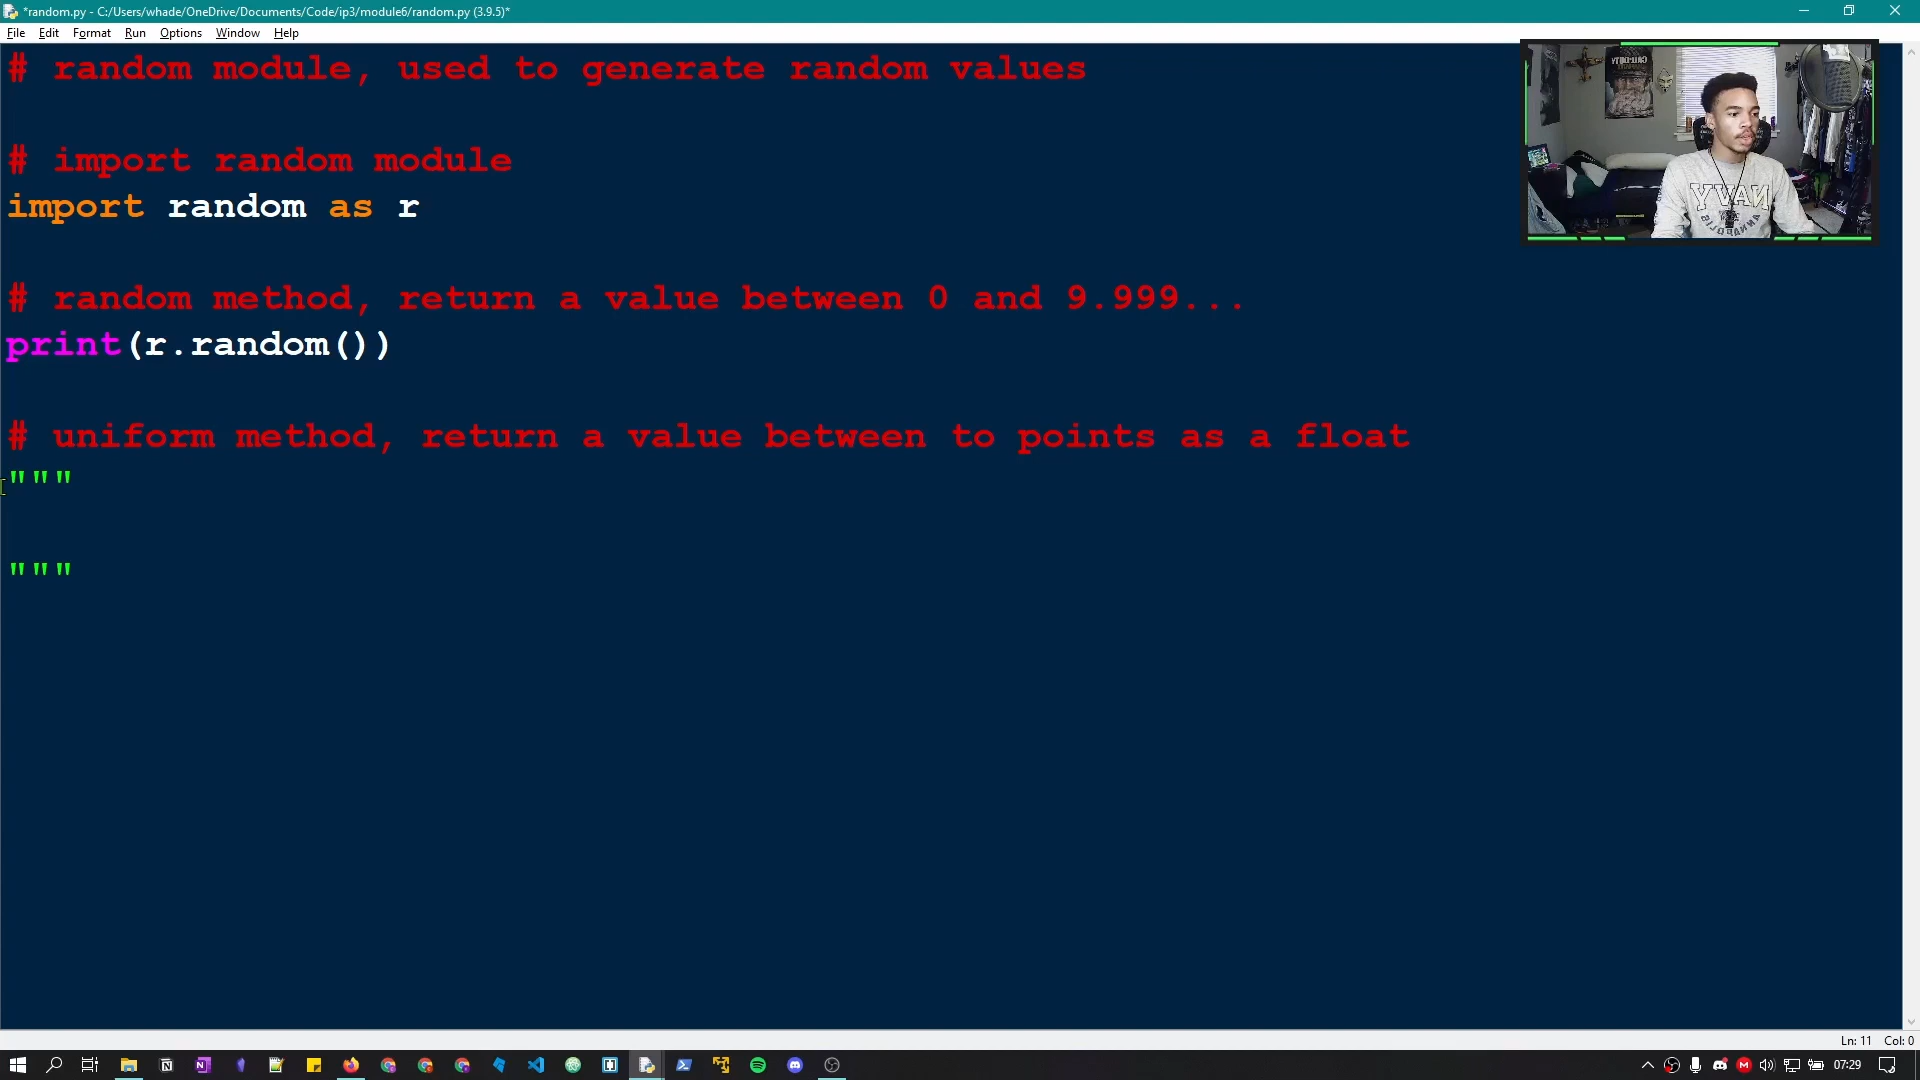 *random.py - C:/Users/whade/OneDrive/Documents/Code/ip3/module6/random.py (3.9.5)*
File Edit Format Run Options Window Help
# random module, used to generate random values
# import random module
import random as r
# random method, return a value between 0 and 9.999...
print(r.random())
# uniform method, return a value between to points as a float
"""
"""
NAVY
ANNAPOLIS
Ln: 11 Col: 0
07:29